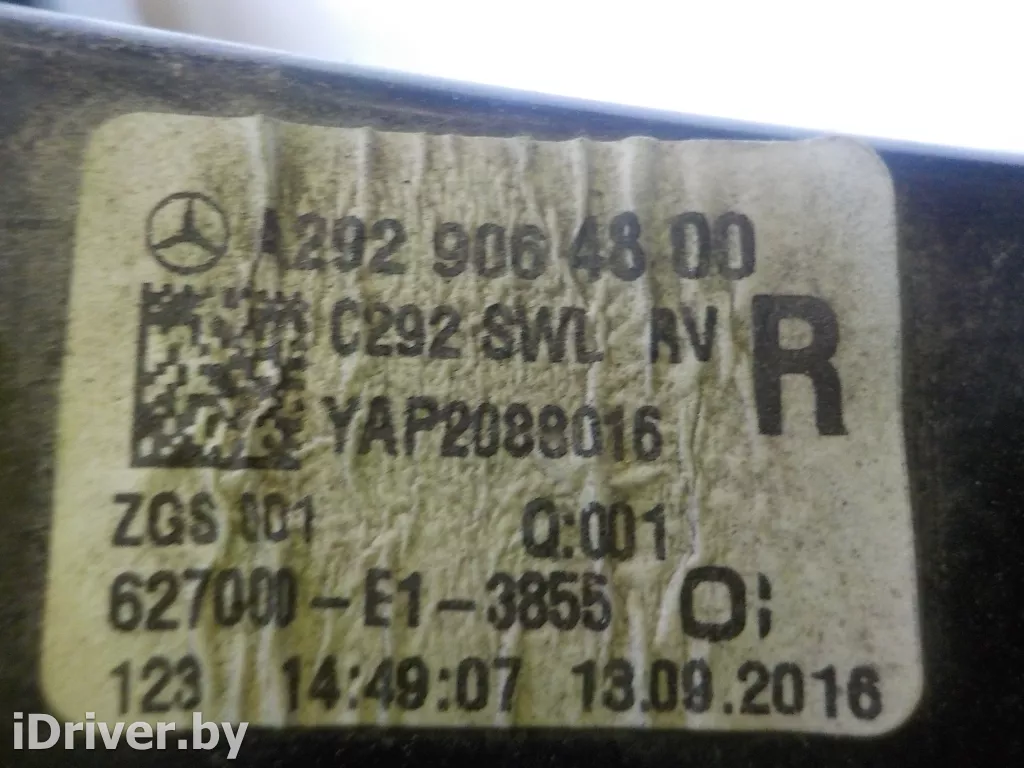 A292 906 48 00
C292 SWL RV
R
YAP2088016
ZGS 001 Q:001
627000-E1-3855 O:
123 14:49:07 13.09.2016
iDriver.by